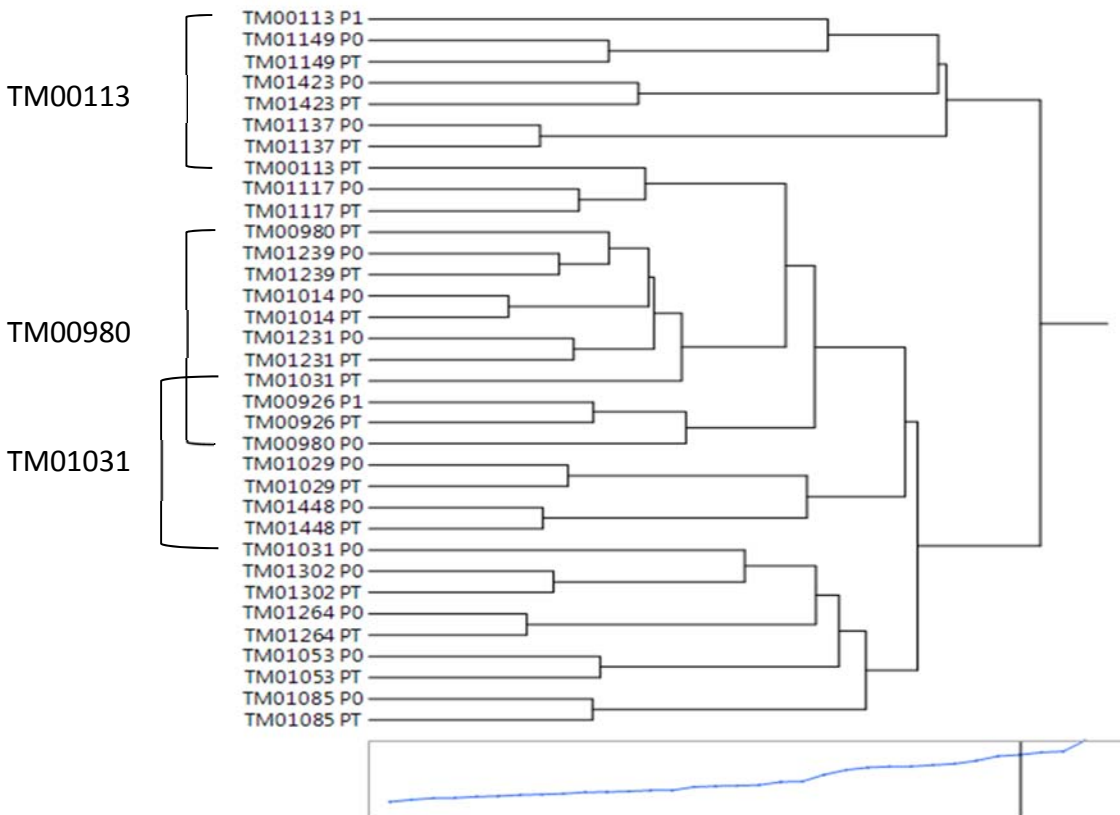 TM00113 P1
TM01149 P0
TM01149 PT
TM01423 P0
TM00113
TM01423 PT
TM01137 P0
TM01137 PT
TM00113 PT
TM01117 P0
TM01117 PT
TM00980 PT
TM01239 P0
TM01239 PT
TM01014 P0
TM01014 PT
TM00980
TM01231 P0
TM01231 PT
TM01031 PT
TM00926 P1
TM00926 PT
TM00980 P0
TM01031
TM01029 P0
TM01029 PT
TM01448 P0
TM01448 PT
TM01031 P0
TM01302 P0
TM01302 PT
TM01264 P0
TM01264 PT
TM01053 P0
TM01053 PT
TM01085 P0
TM01085 PT